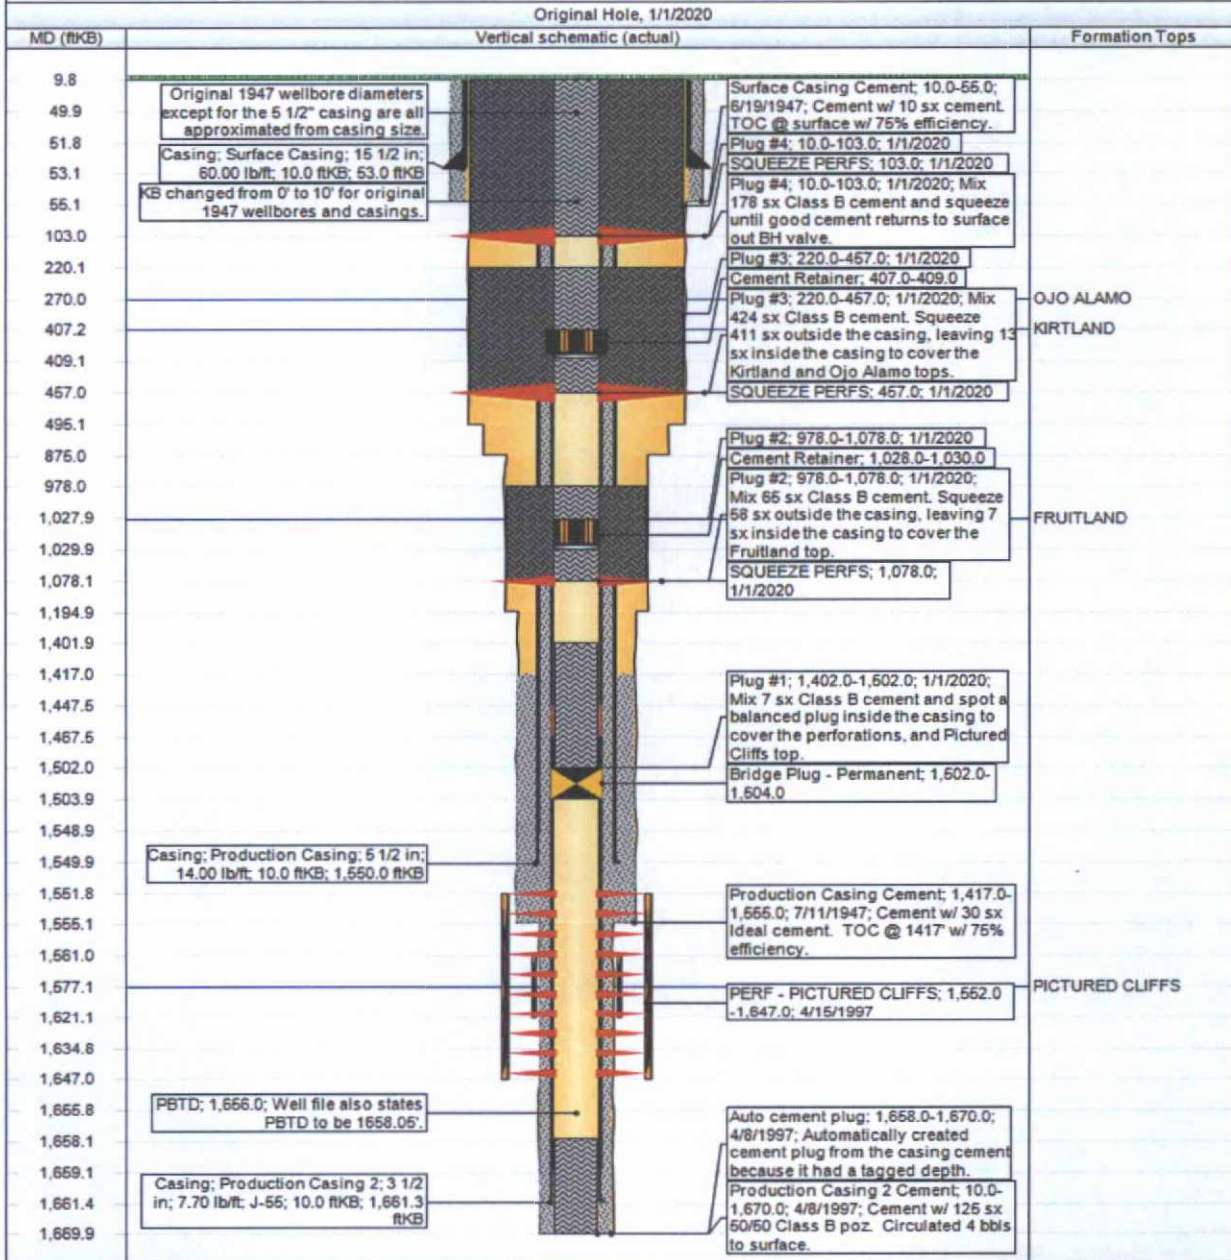 Original Hole, 1/1/2020
MD (ftKB)
Vertical schematic (actual)
Formation Tops
9.8
49.9
51.8
53.1
55.1
103.0
220.1
270.0
407.2
409.1
457.0
495.1
875.0
978.0
1,027.9
1,029.9
1,078.1
1,194.9
1,401.9
1,417.0
1,447.5
1,467.5
1,502.0
1,503.9
1,548.9
1,549.9
1,551.8
1,555.1
1,561.0
1,577.1
1,621.1
1,634.8
1,647.0
1,655.8
1,658.1
1,659.1
1,661.4
1,669.9
Original 1947 wellbore diameters
except for the 5 1/2" casing are all
approximated from casing size.
Casing; Surface Casing; 15 1/2 in;
60.00 lb/ft; 10.0 ftKB; 53.0 ftKB
KB changed from 0' to 10' for original
1947 wellbores and casings.
Casing; Production Casing; 5 1/2 in;
14.00 lb/ft; 10.0 ftKB; 1,550.0 ftKB
PBTD; 1,656.0; Well file also states
PBTD to be 1658.05'.
Casing; Production Casing 2; 3 1/2
in; 7.70 lb/ft; J-55; 10.0 ftKB; 1,661.3
ftKB
Surface Casing Cement; 10.0-55.0;
6/19/1947; Cement w/ 10 sx cement.
TOC @ surface w/ 75% efficiency.
Plug #4; 10.0-103.0; 1/1/2020
SQUEEZE PERFS; 103.0; 1/1/2020
Plug #4; 10.0-103.0; 1/1/2020; Mix
178 sx Class B cement and squeeze
until good cement returns to surface
out BH valve.
Plug #3; 220.0-457.0; 1/1/2020
Cement Retainer; 407.0-409.0
Plug #3; 220.0-457.0; 1/1/2020; Mix
424 sx Class B cement. Squeeze
411 sx outside the casing, leaving 13
sx inside the casing to cover the
Kirtland and Ojo Alamo tops.
SQUEEZE PERFS; 457.0; 1/1/2020
Plug #2; 978.0-1,078.0; 1/1/2020
Cement Retainer; 1,028.0-1,030.0
Plug #2; 978.0-1,078.0; 1/1/2020;
Mix 65 sx Class B cement. Squeeze
58 sx outside the casing, leaving 7
sx inside the casing to cover the
Fruitland top.
SQUEEZE PERFS; 1,078.0;
1/1/2020
Plug #1; 1,402.0-1,502.0; 1/1/2020;
Mix 7 sx Class B cement and spot a
balanced plug inside the casing to
cover the perforations, and Pictured
Cliffs top.
Bridge Plug - Permanent; 1,502.0-
1,504.0
Production Casing Cement; 1,417.0-
1,555.0; 7/11/1947; Cement w/ 30 sx
Ideal cement. TOC @ 1417' w/ 75%
efficiency.
PERF - PICTURED CLIFFS; 1,552.0
-1,647.0; 4/15/1997
Auto cement plug; 1,658.0-1,670.0;
4/8/1997; Automatically created
cement plug from the casing cement
because it had a tagged depth.
Production Casing 2 Cement; 10.0-
1,670.0; 4/8/1997; Cement w/ 125 sx
50/50 Class B poz. Circulated 4 bbls
to surface.
OJO ALAMO
KIRTLAND
FRUITLAND
PICTURED CLIFFS